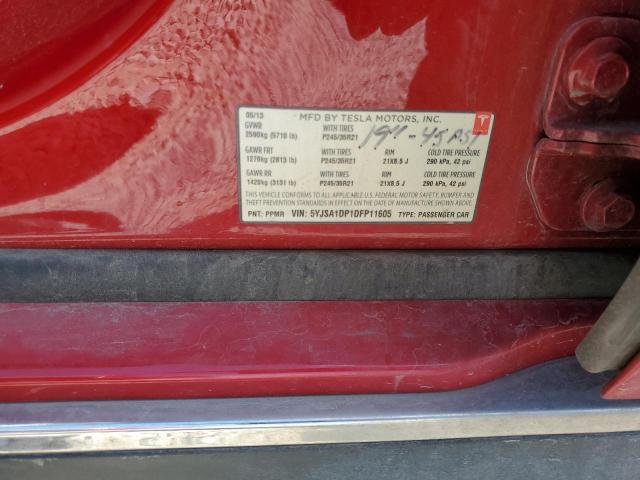 05/13 MFD BY TESLA MOTORS, INC.
GVWR WITH TIRES
2590kg (5710 lb) P245/35R21 19" - 45 PSI
GAWR FRT WITH TIRES RIM COLD TIRE PRESSURE
1276kg (2813 lb) P245/35R21 21X8.5 J 290 kPa, 42 psi
GAWR RR WITH TIRES RIM COLD TIRE PRESSURE
1420kg (3131 lb) P245/35R21 21X8.5 J 290 kPa, 42 psi
THIS VEHICLE CONFORMS TO ALL APPLICABLE U.S. FEDERAL MOTOR VEHICLE
SAFETY, BUMPER, AND THEFT PREVENTION STANDARDS IN EFFECT ON THE DATE OF MANUFACTURE SHOWN ABOVE.
PNT: PPMR VIN: 5YJSA1DP1DFP11605 TYPE: PASSENGER CAR